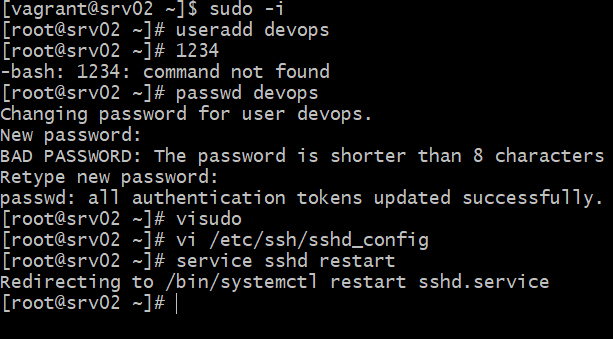 [vagrant@srv02 ~]$ sudo -i
[root@srv02 ~]# useradd devops
[root@srv02 ~]# 1234
-bash: 1234: command not found
[root@srv02 ~]# passwd devops
Changing password for user devops.
New password:
BAD PASSWORD: The password is shorter than 8 characters
Retype new password:
passwd: all authentication tokens updated successfully.
[root@srv02 ~]# visudo
[root@srv02 ~]# vi /etc/ssh/sshd_config
[root@srv02 ~]# service sshd restart
Redirecting to /bin/systemctl restart sshd.service
[root@srv02 ~]#